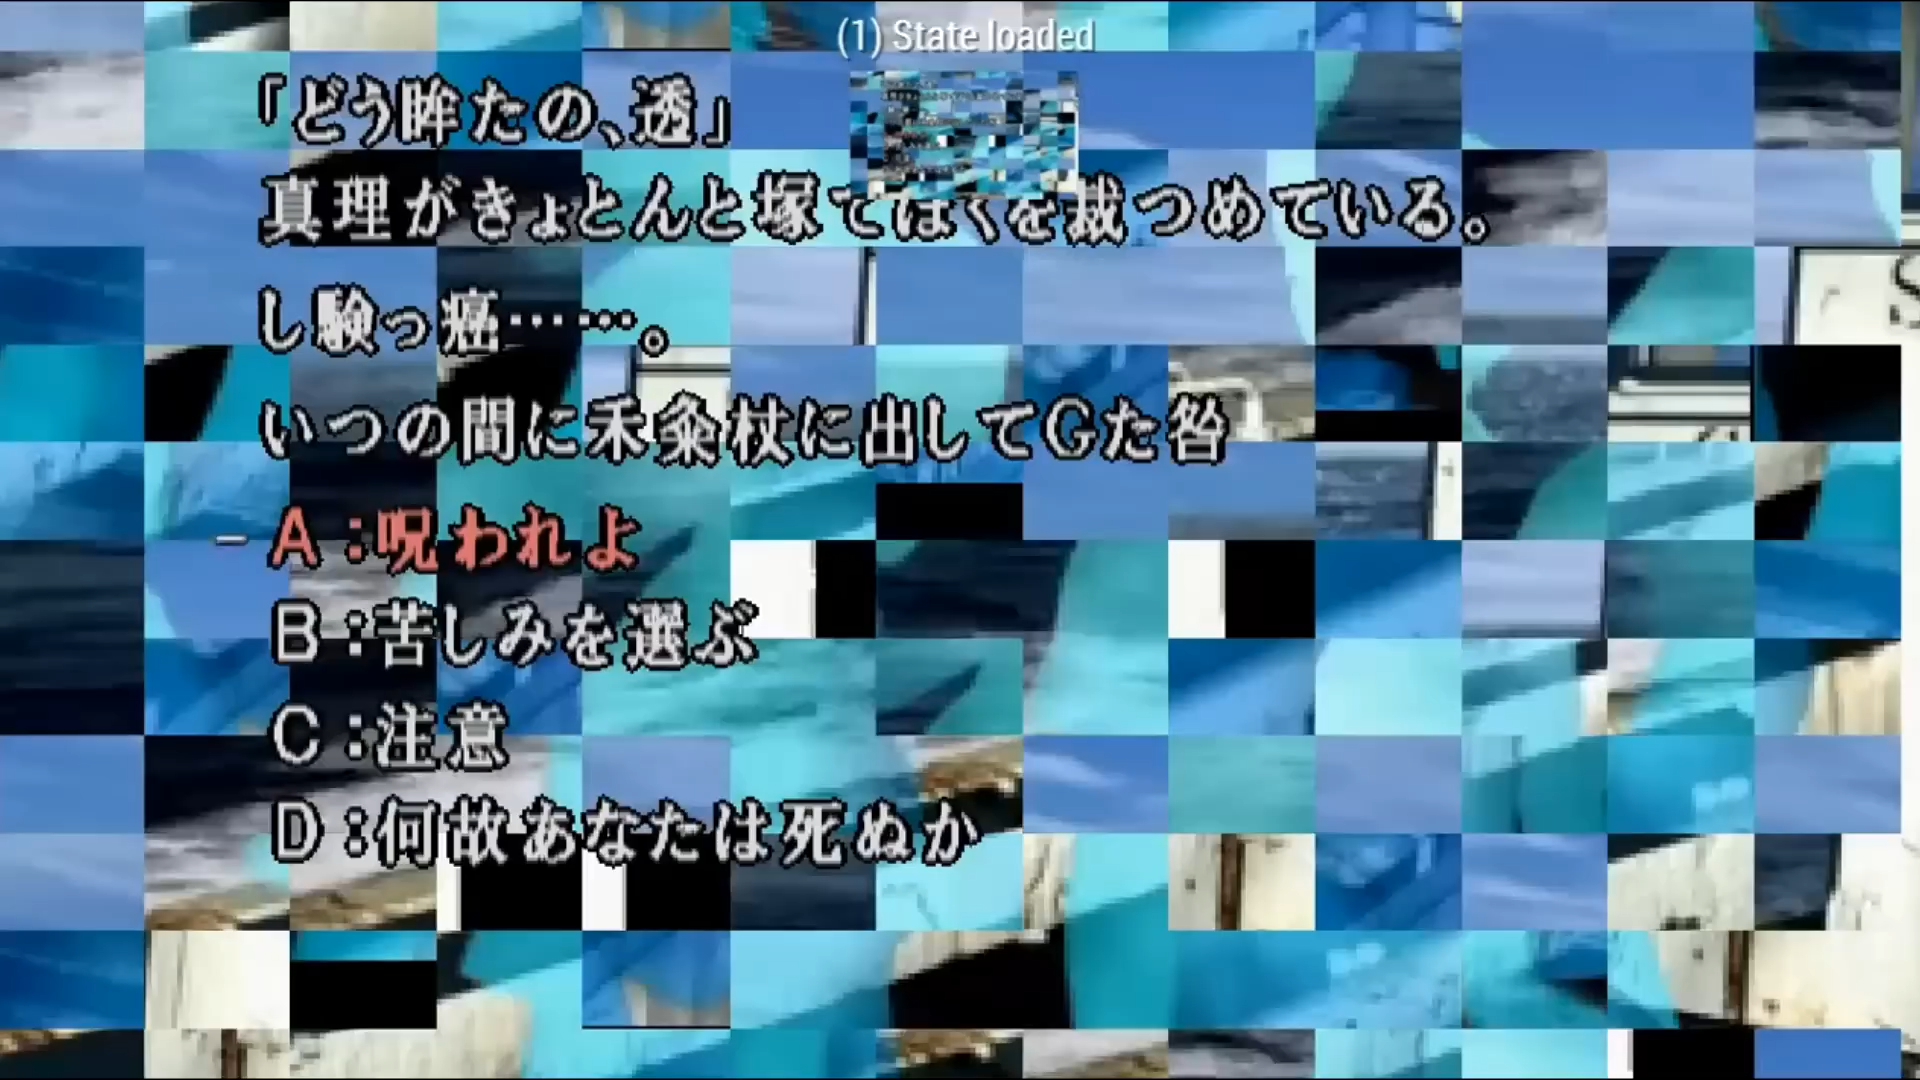 (1) State loaded
「どう眸たの、透」
真理がきょとんと塚てぼくを裁つめている。
し験っ癌……。
いつの間に禾粂杖に出してGた咎
A：呪われよ
B：苦しみを選ぶ
C：注意
D：何故あなたは死ぬか